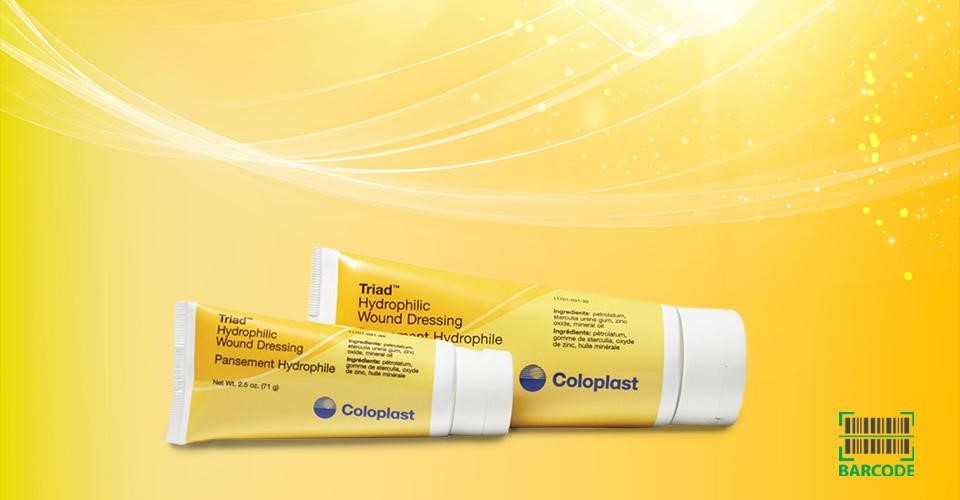 Triad™
Hydrophilic
Wound Dressing
Pansement Hydrophile
11701-031-32
Ingredients: petrolatum,
sterculia urens gum, zinc
oxide, mineral oil
Ingrédients: pétrolatum,
gomme de sterculia, oxyde
de zinc, huile minérale
Coloplast
Triad™
Hydrophilic
Wound Dressing
Pansement Hydrophile
Net Wt. 2.5 oz. (71 g)
Ingredients: petrolatum,
sterculia urens gum, zinc
oxide, mineral oil
Ingrédients: pétrolatum,
gomme de sterculia, oxyde
de zinc, huile minérale
Coloplast
BARCODE